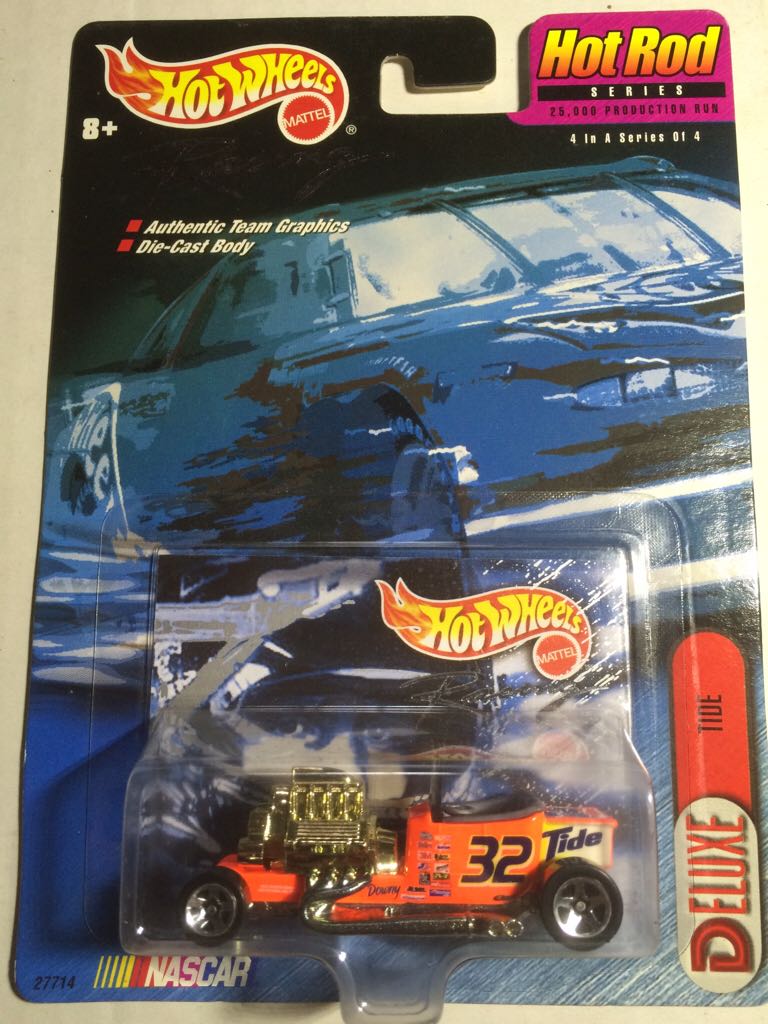 HOT WHEELS
MATTEL
®
8+
Racing
Hot Rod
SERIES
25,000 PRODUCTION RUN
4 In A Series Of 4
Authentic Team Graphics
Die-Cast Body
HOT WHEELS
MATTEL
TIDE
DELUXE
32
Tide
Downy
27714
NASCAR